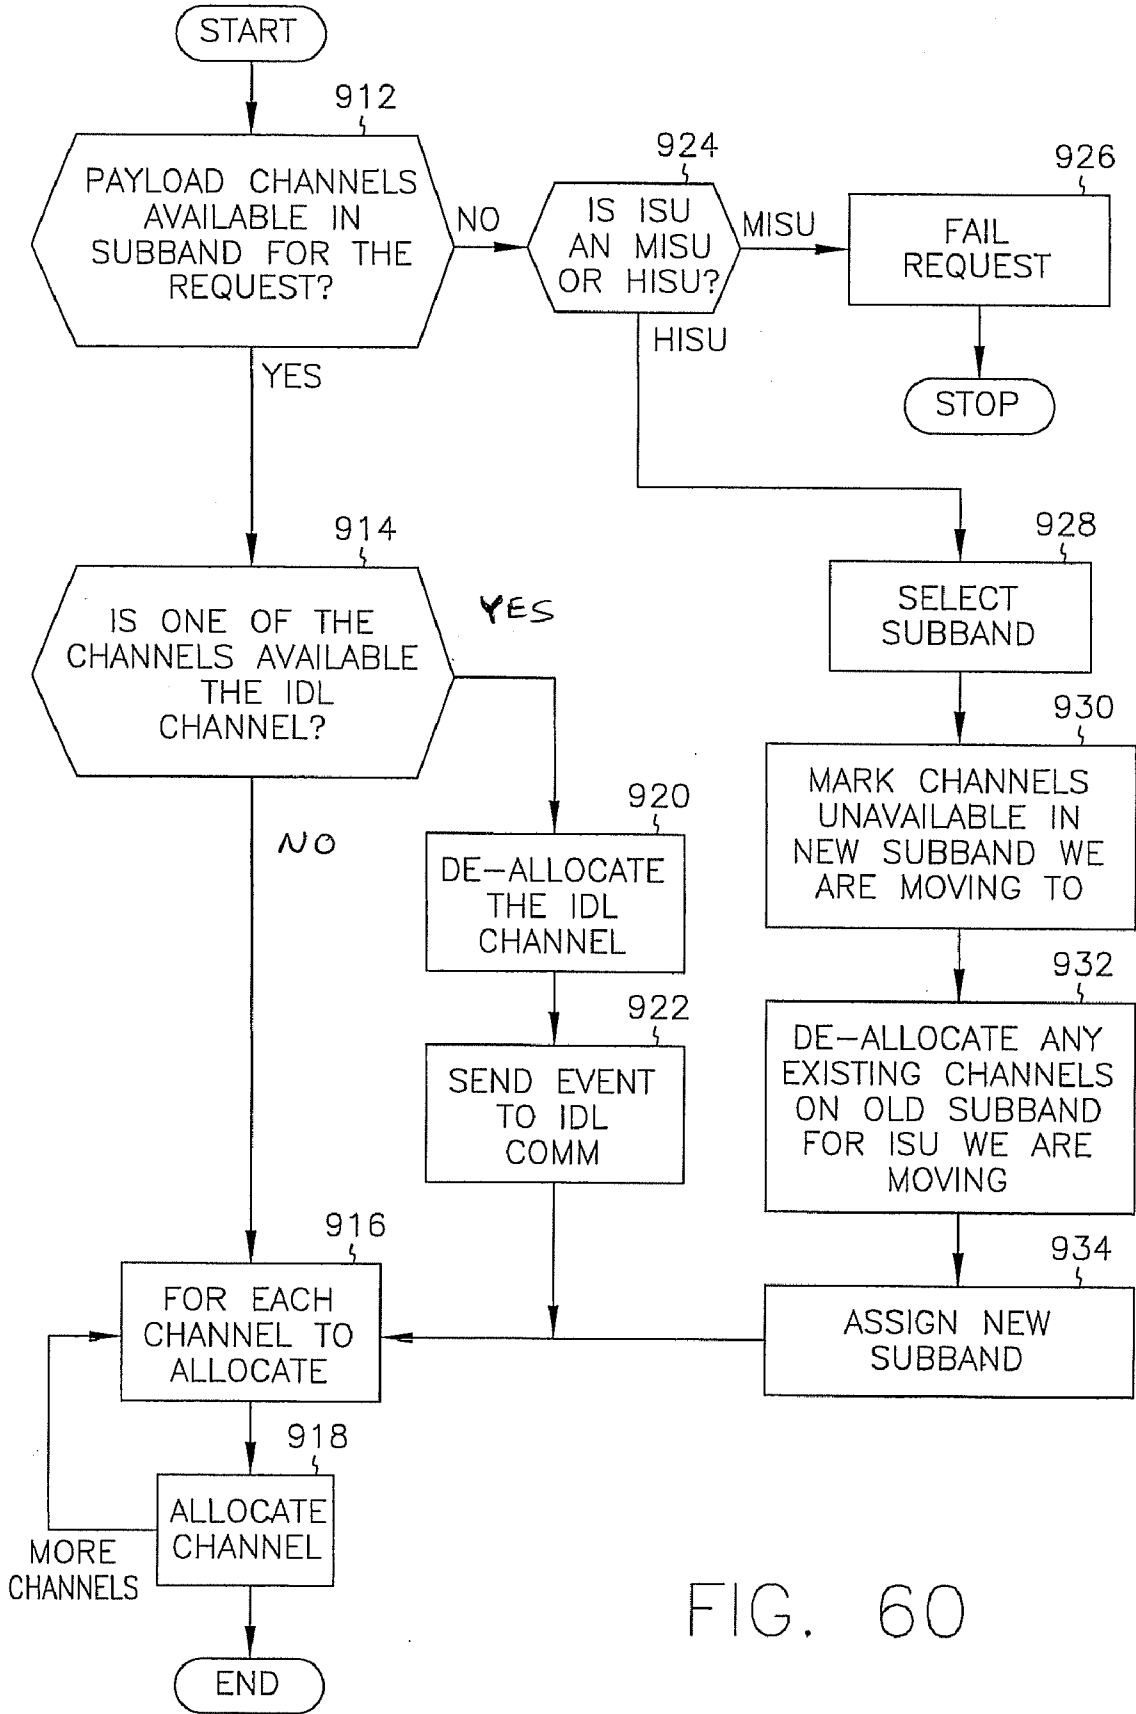 START
912
PAYLOAD CHANNELS
AVAILABLE IN
SUBBAND FOR THE
REQUEST?
NO
924
IS ISU
AN MISU
OR HISU?
MISU
926
FAIL
REQUEST
STOP
HISU
YES
914
IS ONE OF THE
CHANNELS AVAILABLE
THE IDL
CHANNEL?
YES
NO
928
SELECT
SUBBAND
930
MARK CHANNELS
UNAVAILABLE IN
NEW SUBBAND WE
ARE MOVING TO
920
DE-ALLOCATE
THE IDL
CHANNEL
922
SEND EVENT
TO IDL
COMM
932
DE-ALLOCATE ANY
EXISTING CHANNELS
ON OLD SUBBAND
FOR ISU WE ARE
MOVING
934
ASSIGN NEW
SUBBAND
916
FOR EACH
CHANNEL TO
ALLOCATE
918
ALLOCATE
CHANNEL
MORE
CHANNELS
END
FIG. 60